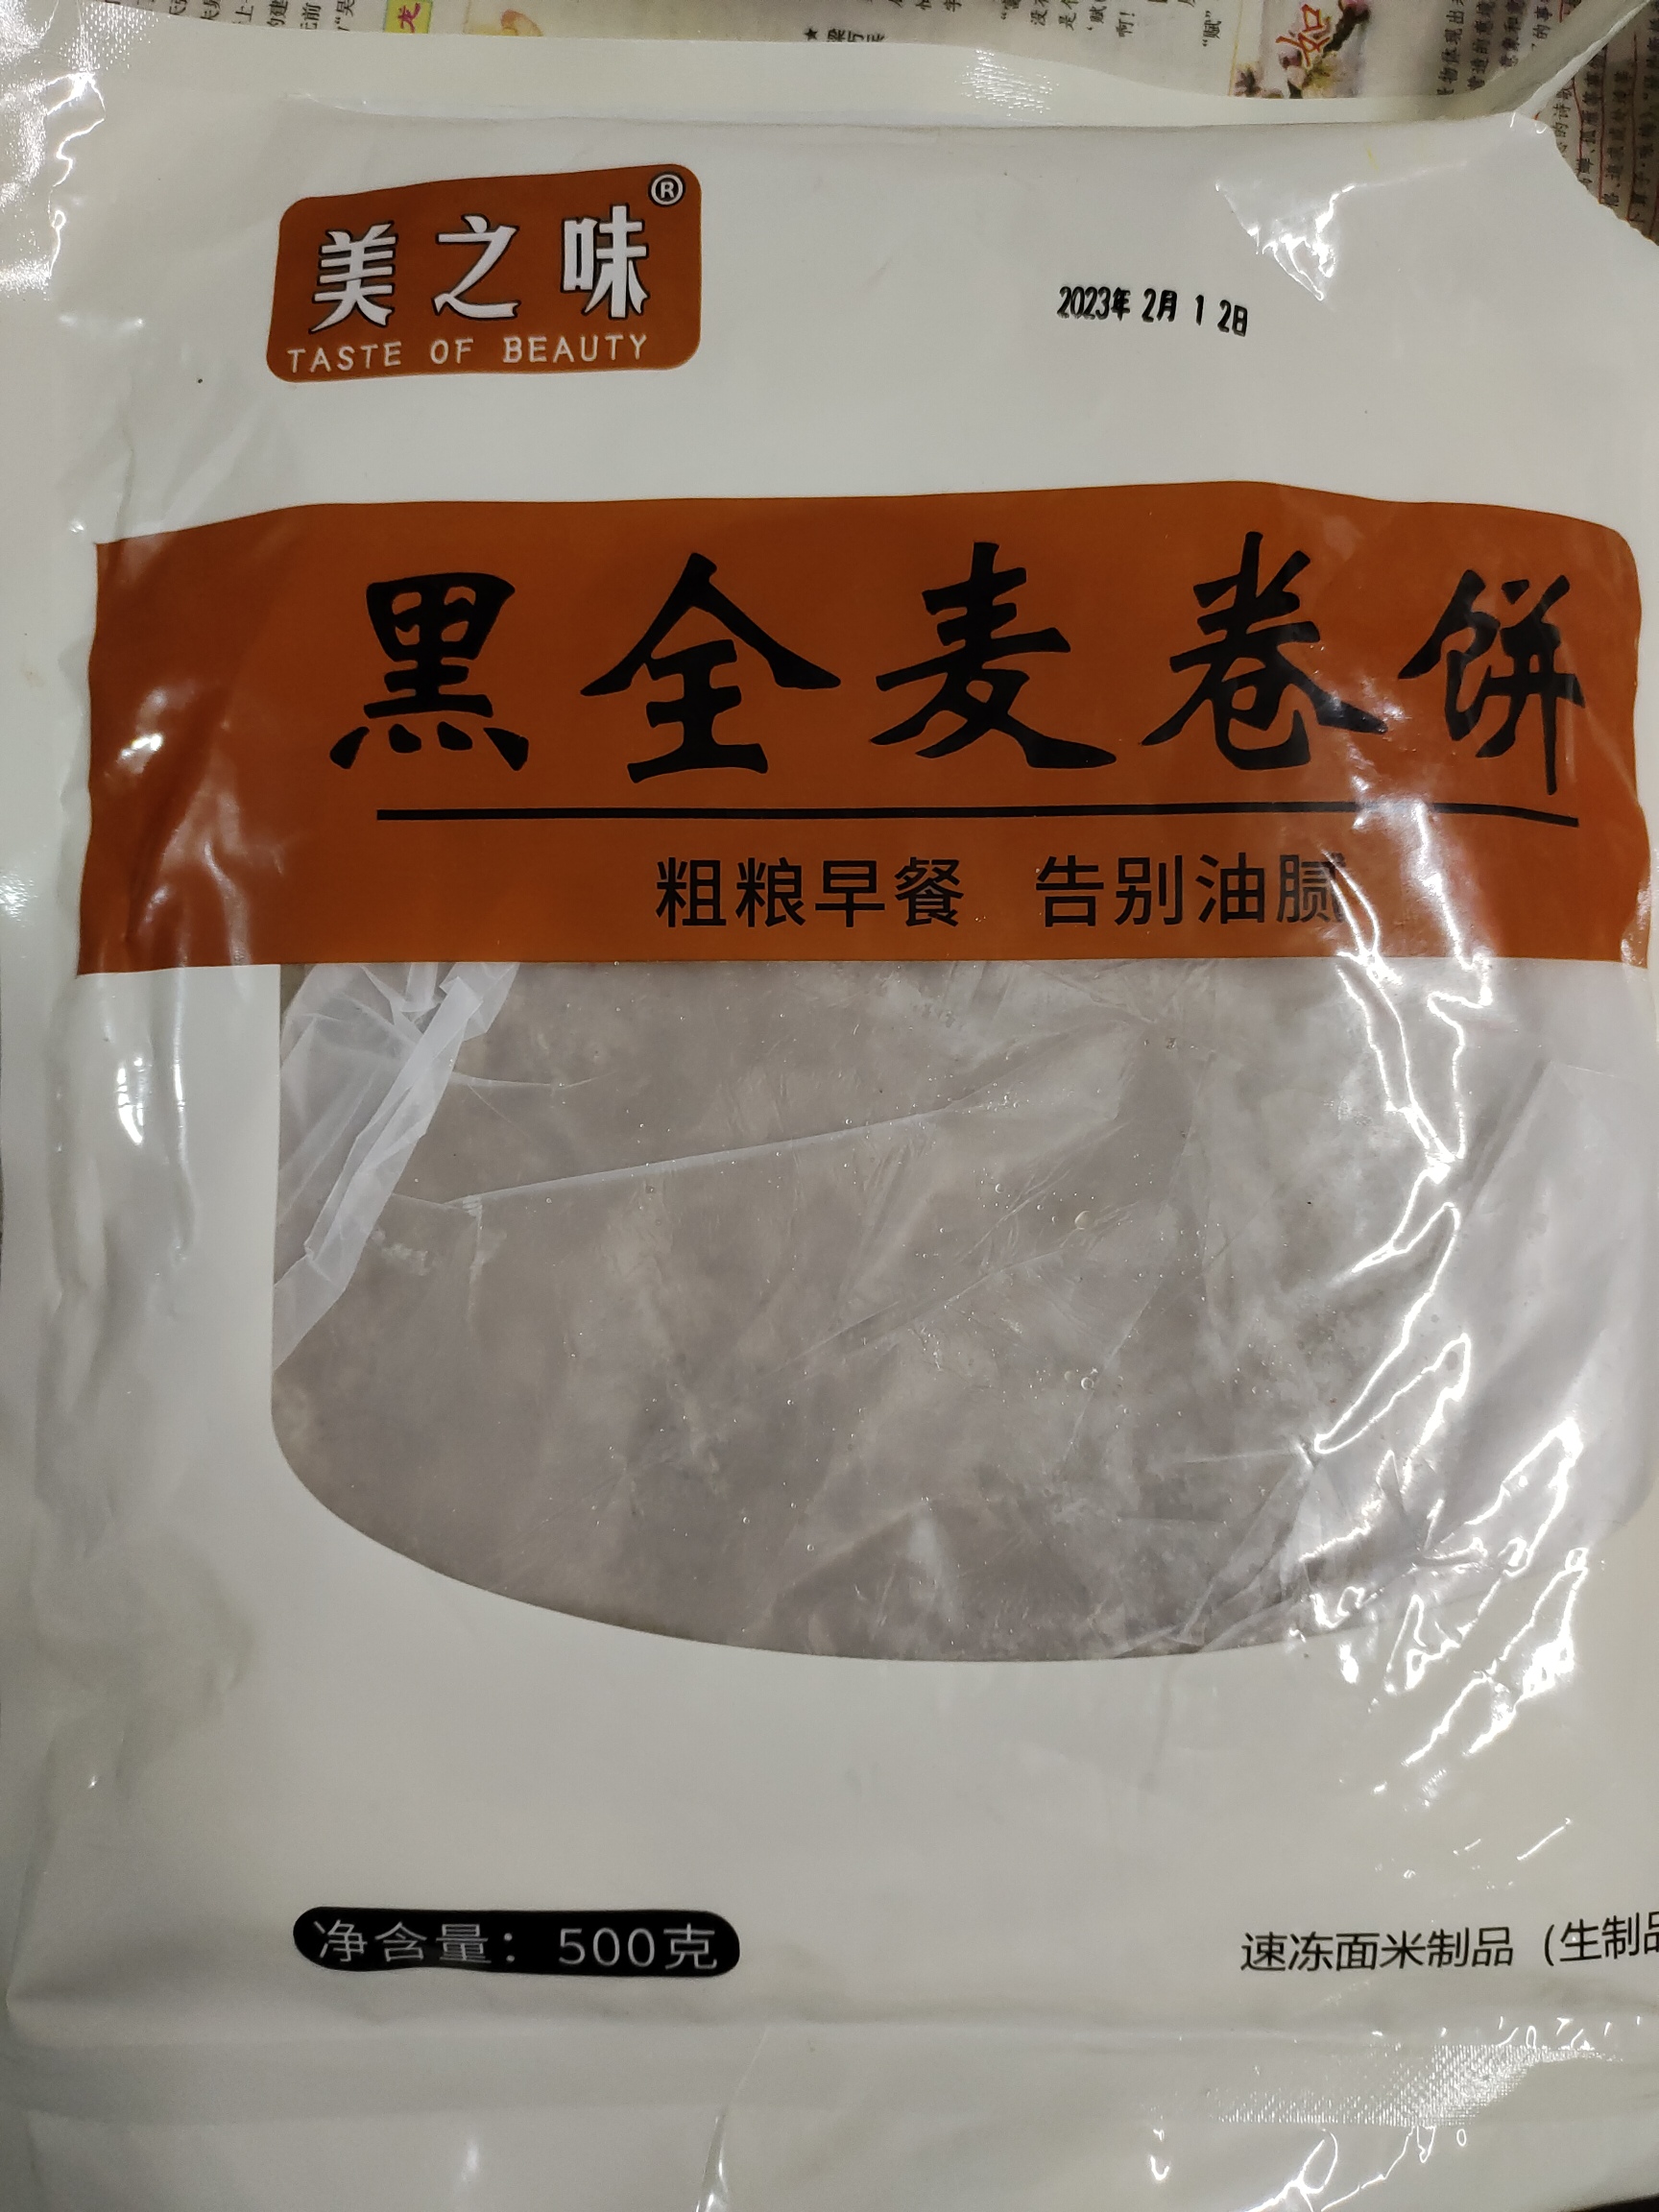 美之味®
TASTE OF BEAUTY
2023年 2月 1 2日
黑全麦卷饼
粗粮早餐 告别油腻
净含量：500克
速冻面米制品（生制品